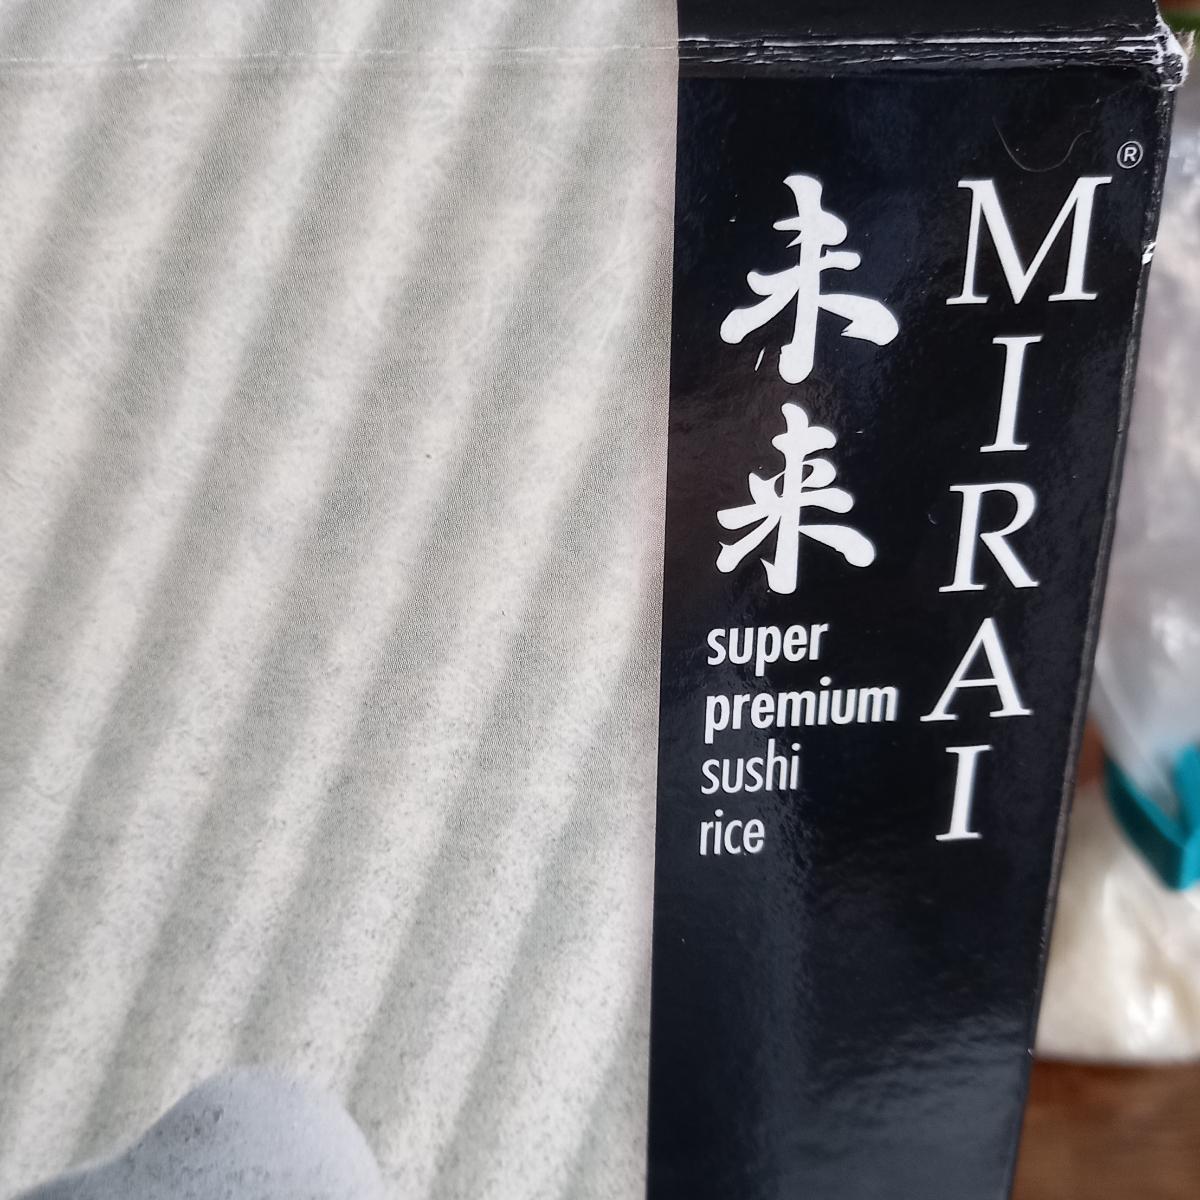 MIRAI®
未来
super
premium
sushi
rice